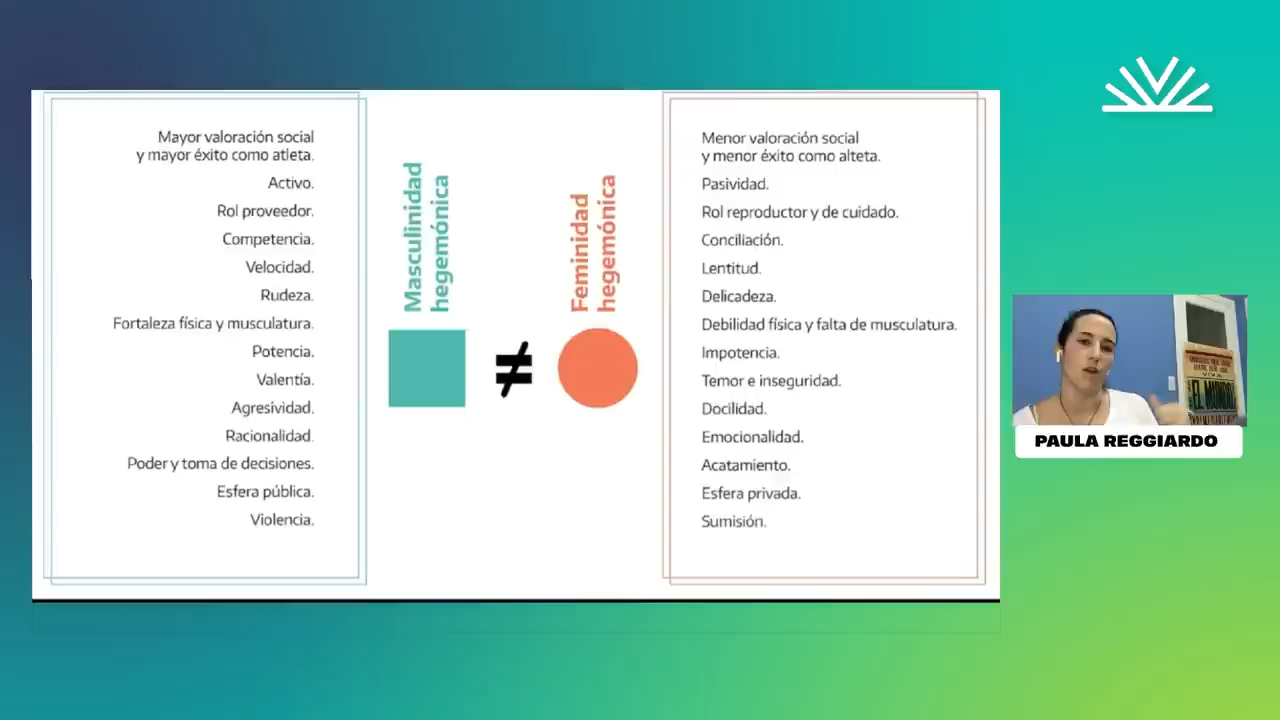 Mayor valoración social
y mayor éxito como atleta.
Activo.
Rol proveedor.
Competencia.
Velocidad.
Rudeza.
Fortaleza física y musculatura.
Potencia.
Valentía.
Agresividad.
Racionalidad.
Poder y toma de decisiones.
Esfera pública.
Violencia.
Masculinidad
hegemónica
≠
Feminidad
hegemónica
Menor valoración social
y menor éxito como alteta.
Pasividad.
Rol reproductor y de cuidado.
Conciliación.
Lentitud.
Delicadeza.
Debilidad física y falta de musculatura.
Impotencia.
Temor e inseguridad.
Docilidad.
Emocionalidad.
Acatamiento.
Esfera privada.
Sumisión.
EL MUNDO
PAULA REGGIARDO